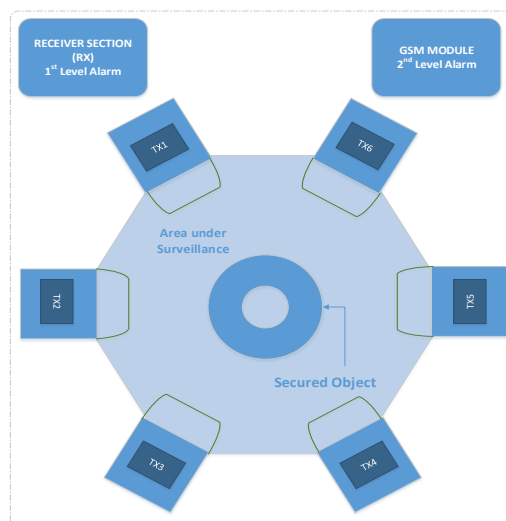 RECEIVER SECTION
(RX)
1st Level Alarm
GSM MODULE
2nd Level Alarm
TX1
TX6
Area under
Surveillance
TX2
TX5
Secured Object
TX3
TX4